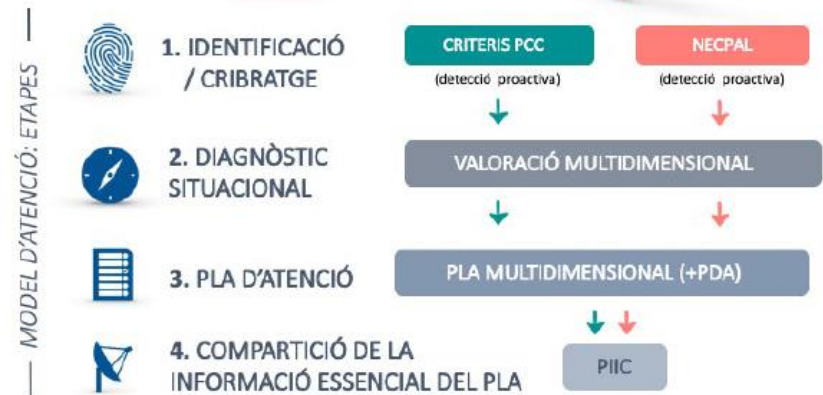 MODEL D'ATENCIÓ: ETAPES
1. IDENTIFICACIÓ
/ CRIBRATGE
CRITERIS PCC
(detecció proactiva)
NECPAL
(detecció proactiva)
2. DIAGNÒSTIC
SITUACIONAL
VALORACIÓ MULTIDIMENSIONAL
3. PLA D'ATENCIÓ
PLA MULTIDIMENSIONAL (+PDA)
4. COMPARTICIÓ DE LA
INFORMACIÓ ESSENCIAL DEL PLA
PIIC